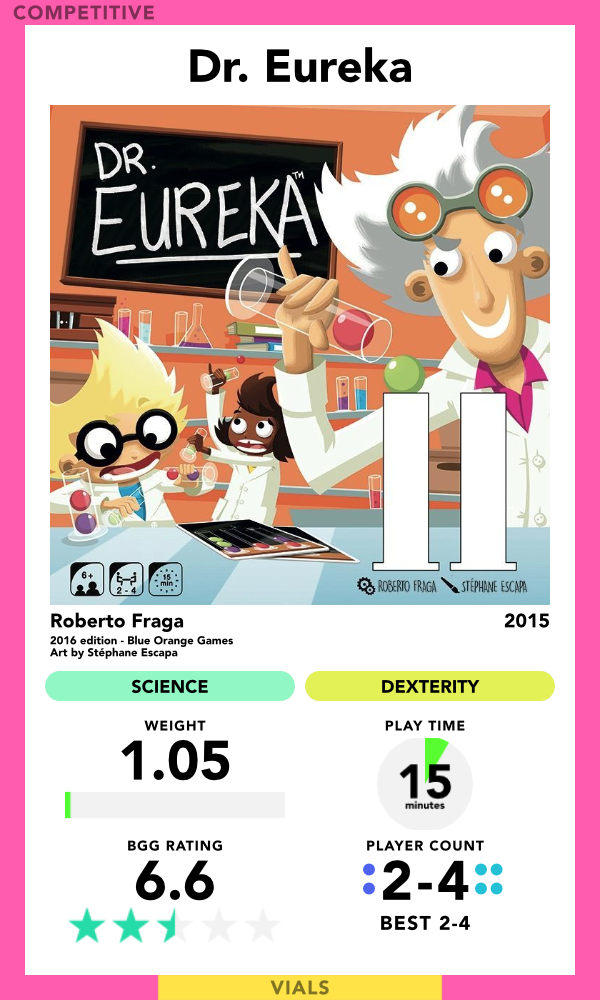 COMPETITIVE
Dr. Eureka
DR.
EUREKA™
11
6+
2 - 4
15
min
ROBERTO FRAGA
STÉPHANE ESCAPA
Roberto Fraga
2015
2016 edition - Blue Orange Games
Art by Stéphane Escapa
SCIENCE
DEXTERITY
WEIGHT
PLAY TIME
1.05
15
minutes
BGG RATING
PLAYER COUNT
6.6
2-4
BEST 2-4
VIALS